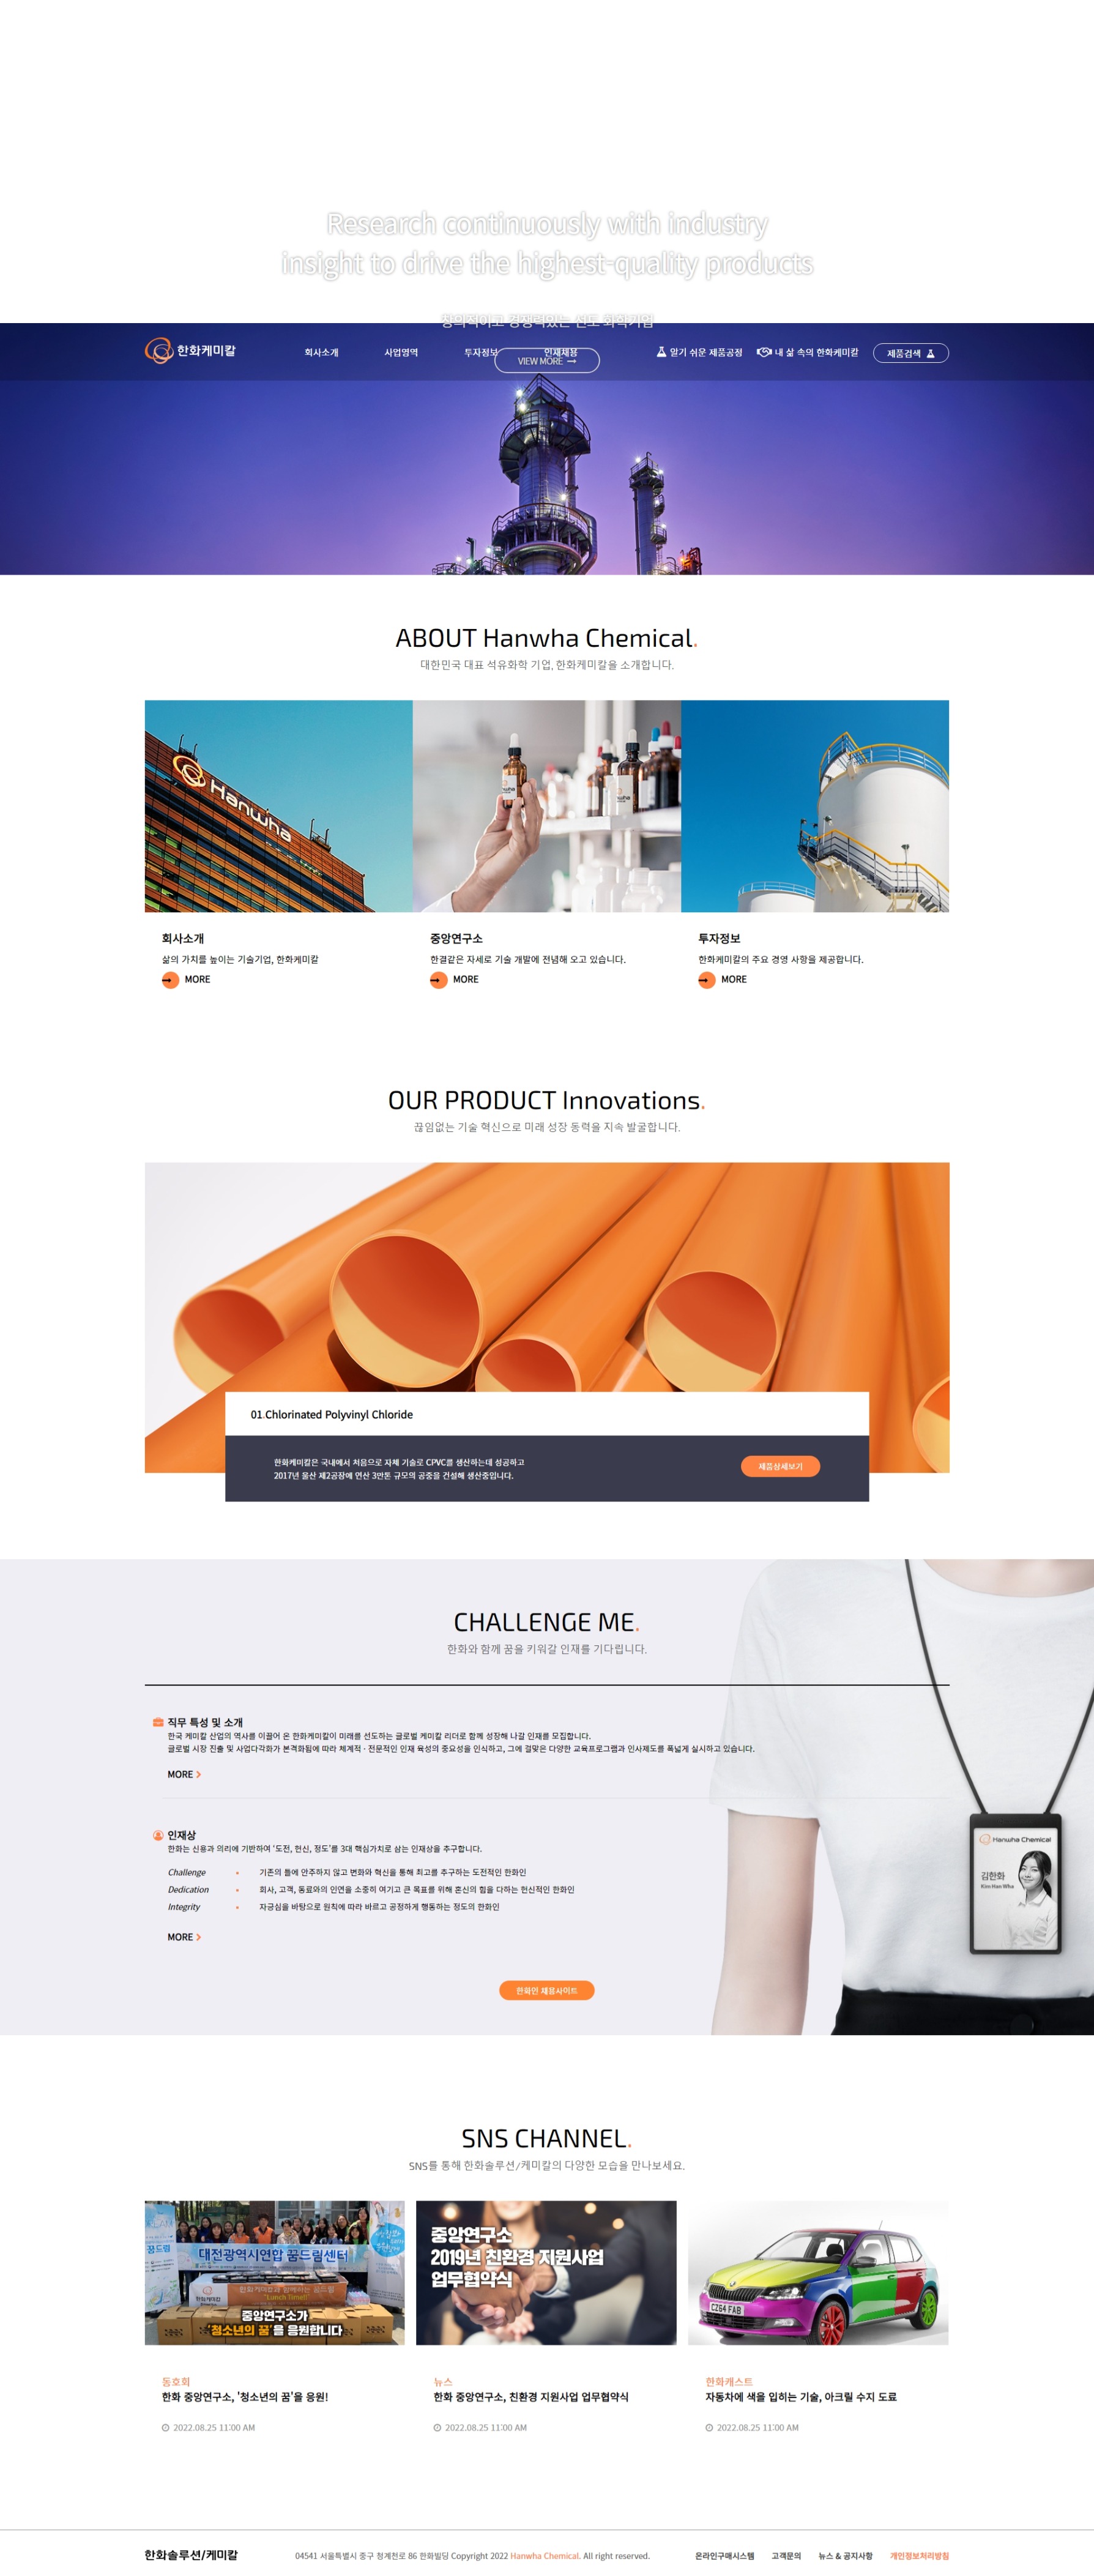 Research continuously with industry
insight to drive the highest-quality products
창의적이고 경쟁력있는 선도 화학기업
한화케미칼
회사소개
사업영역
투자정보
인재채용
알기 쉬운 제품공정
내 삶 속의 한화케미칼
제품검색
VIEW MORE
ABOUT Hanwha Chemical.
대한민국 대표 석유화학 기업, 한화케미칼을 소개합니다.
Hanwha
회사소개
삶의 가치를 높이는 기술기업, 한화케미칼
MORE
중앙연구소
한결같은 자세로 기술 개발에 전념해 오고 있습니다.
MORE
투자정보
한화케미칼의 주요 경영 사항을 제공합니다.
MORE
OUR PRODUCT Innovations.
끊임없는 기술 혁신으로 미래 성장 동력을 지속 발굴합니다.
01.Chlorinated Polyvinyl Chloride
한화케미칼은 국내에서 처음으로 자체 기술로 CPVC를 생산하는데 성공하고
2017년 울산 제2공장에 연산 3만톤 규모의 공중을 건설해 생산중입니다.
제품상세보기
CHALLENGE ME.
한화와 함께 꿈을 키워갈 인재를 기다립니다.
직무 특성 및 소개
한국 케미칼 산업의 역사를 이끌어 온 한화케미칼이 미래를 선도하는 글로벌 케미칼 리더로 함께 성장해 나갈 인재를 모집합니다.
글로벌 시장 진출 및 사업다각화가 본격화됨에 따라 체계적 · 전문적인 인재 육성의 중요성을 인식하고, 그에 걸맞은 다양한 교육프로그램과 인사제도를 폭넓게 실시하고 있습니다.
MORE
인재상
한화는 신용과 의리에 기반하여 '도전, 헌신, 정도'를 3대 핵심가치로 삼는 인재상을 추구합니다.
Challenge 기존의 틀에 안주하지 않고 변화와 혁신을 통해 최고를 추구하는 도전적인 한화인
Dedication 회사, 고객, 동료와의 인연을 소중히 여기고 큰 목표를 위해 혼신의 힘을 다하는 헌신적인 한화인
Integrity 자긍심을 바탕으로 원칙에 따라 바르고 공정하게 행동하는 정도의 한화인
MORE
Hanwha Chemical
김한화
Kim Han Wha
한화인 채용사이트
SNS CHANNEL.
SNS를 통해 한화솔루션/케미칼의 다양한 모습을 만나보세요.
꿈드림
대전광역시연합 꿈드림센터
한화케미칼과 함께하는 꿈드림
"Lunch Time!!"
중앙연구소가
'청소년의 꿈'을 응원합니다
중앙연구소
2019년 친환경 지원사업
업무협약식
CZ64 FAB
동호회
한화 중앙연구소, '청소년의 꿈'을 응원!
2022.08.25 11:00 AM
뉴스
한화 중앙연구소, 친환경 지원사업 업무협약식
2022.08.25 11:00 AM
한화캐스트
자동차에 색을 입히는 기술, 아크릴 수지 도료
2022.08.25 11:00 AM
한화솔루션/케미칼
04541 서울특별시 중구 청계천로 86 한화빌딩 Copyright 2022 Hanwha Chemical. All right reserved.
온라인구매시스템
고객문의
뉴스 & 공지사항
개인정보처리방침